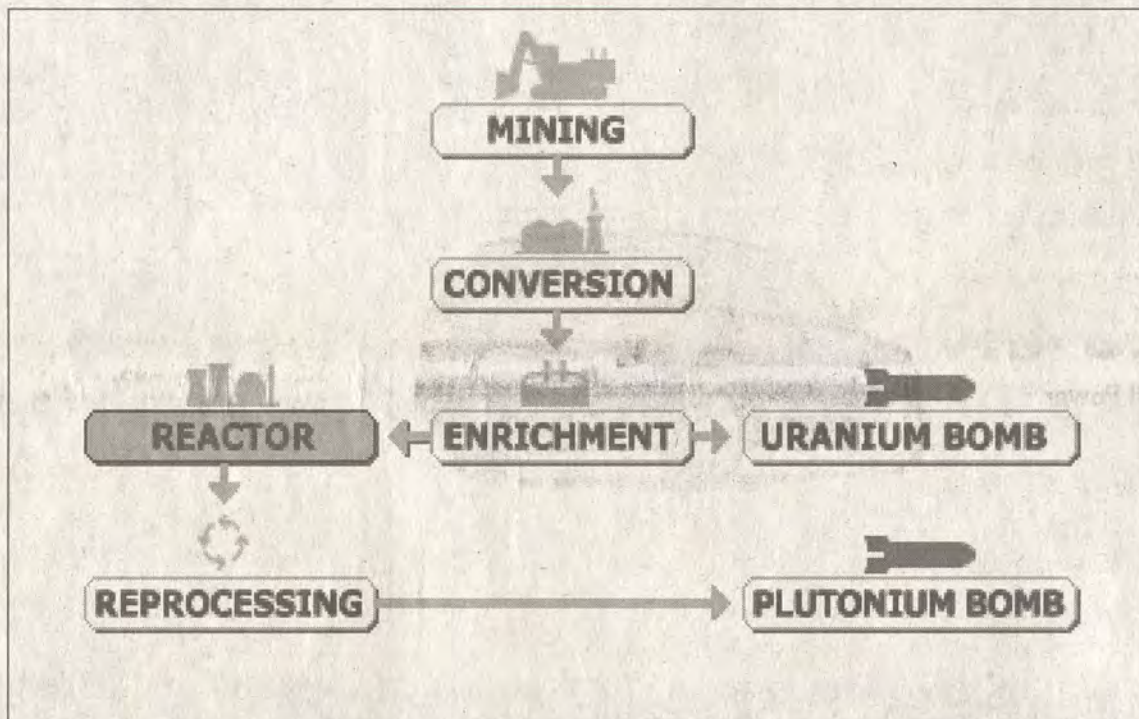 MINING
CONVERSION
REACTOR
ENRICHMENT
URANIUM BOMB
REPROCESSING
PLUTONIUM BOMB